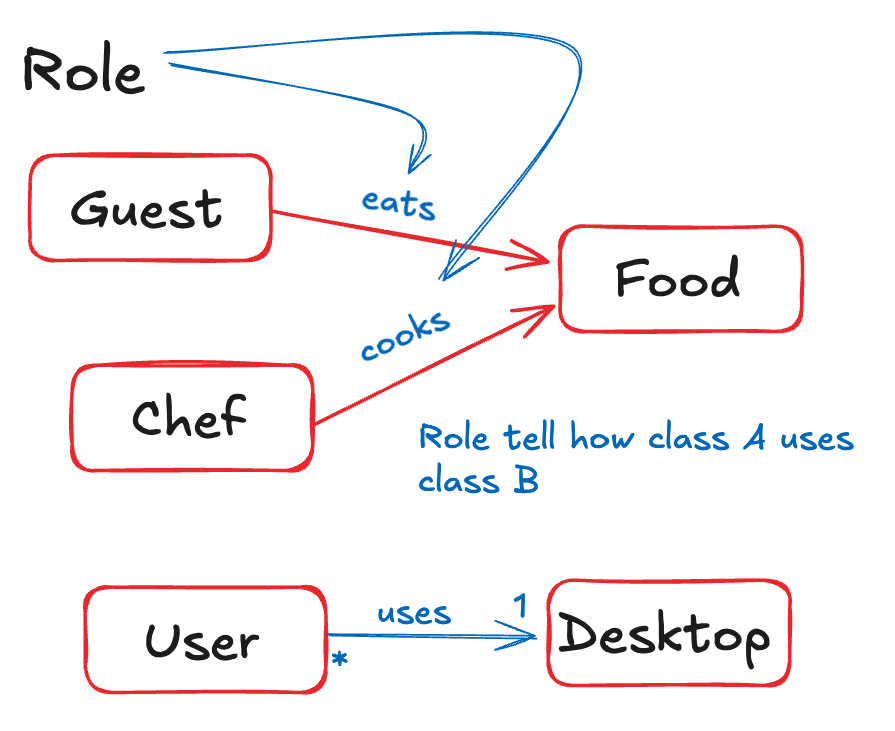 Role
eats
Guest
Food
cooks
Chef
Role tell how class A uses
class B
uses
1
User
*
Desktop